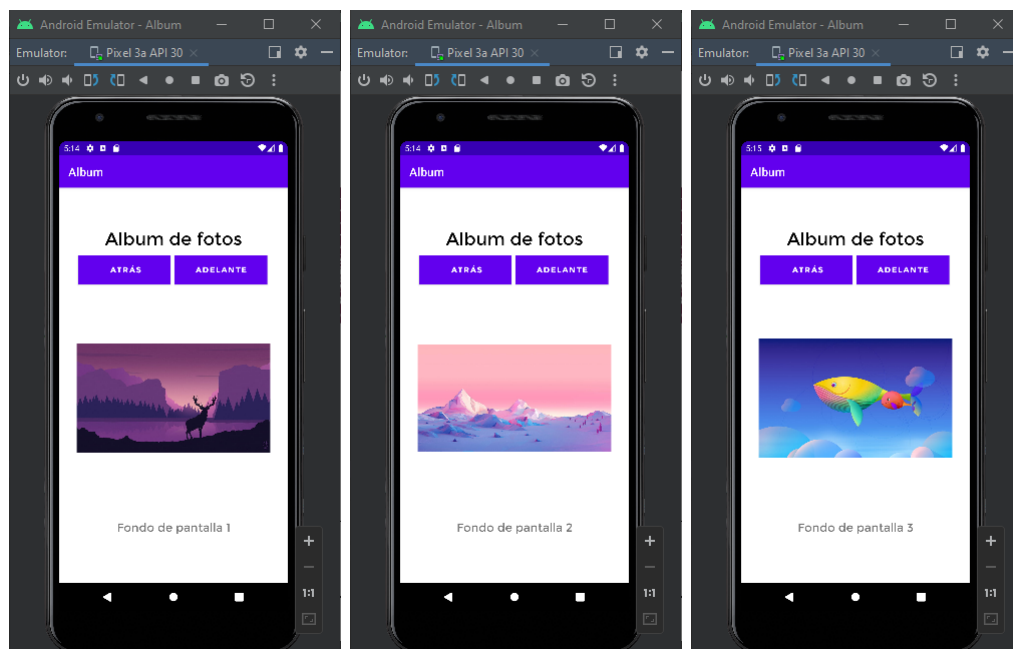 Android Emulator - Album
Emulator: Pixel 3a API 30
5:14
Album
Album de fotos
ATRÁS ADELANTE
Fondo de pantalla 1
1:1
Android Emulator - Album
Emulator: Pixel 3a API 30
5:14
Album
Album de fotos
ATRÁS ADELANTE
Fondo de pantalla 2
1:1
Android Emulator - Album
Emulator: Pixel 3a API 30
5:15
Album
Album de fotos
ATRÁS ADELANTE
Fondo de pantalla 3
1:1